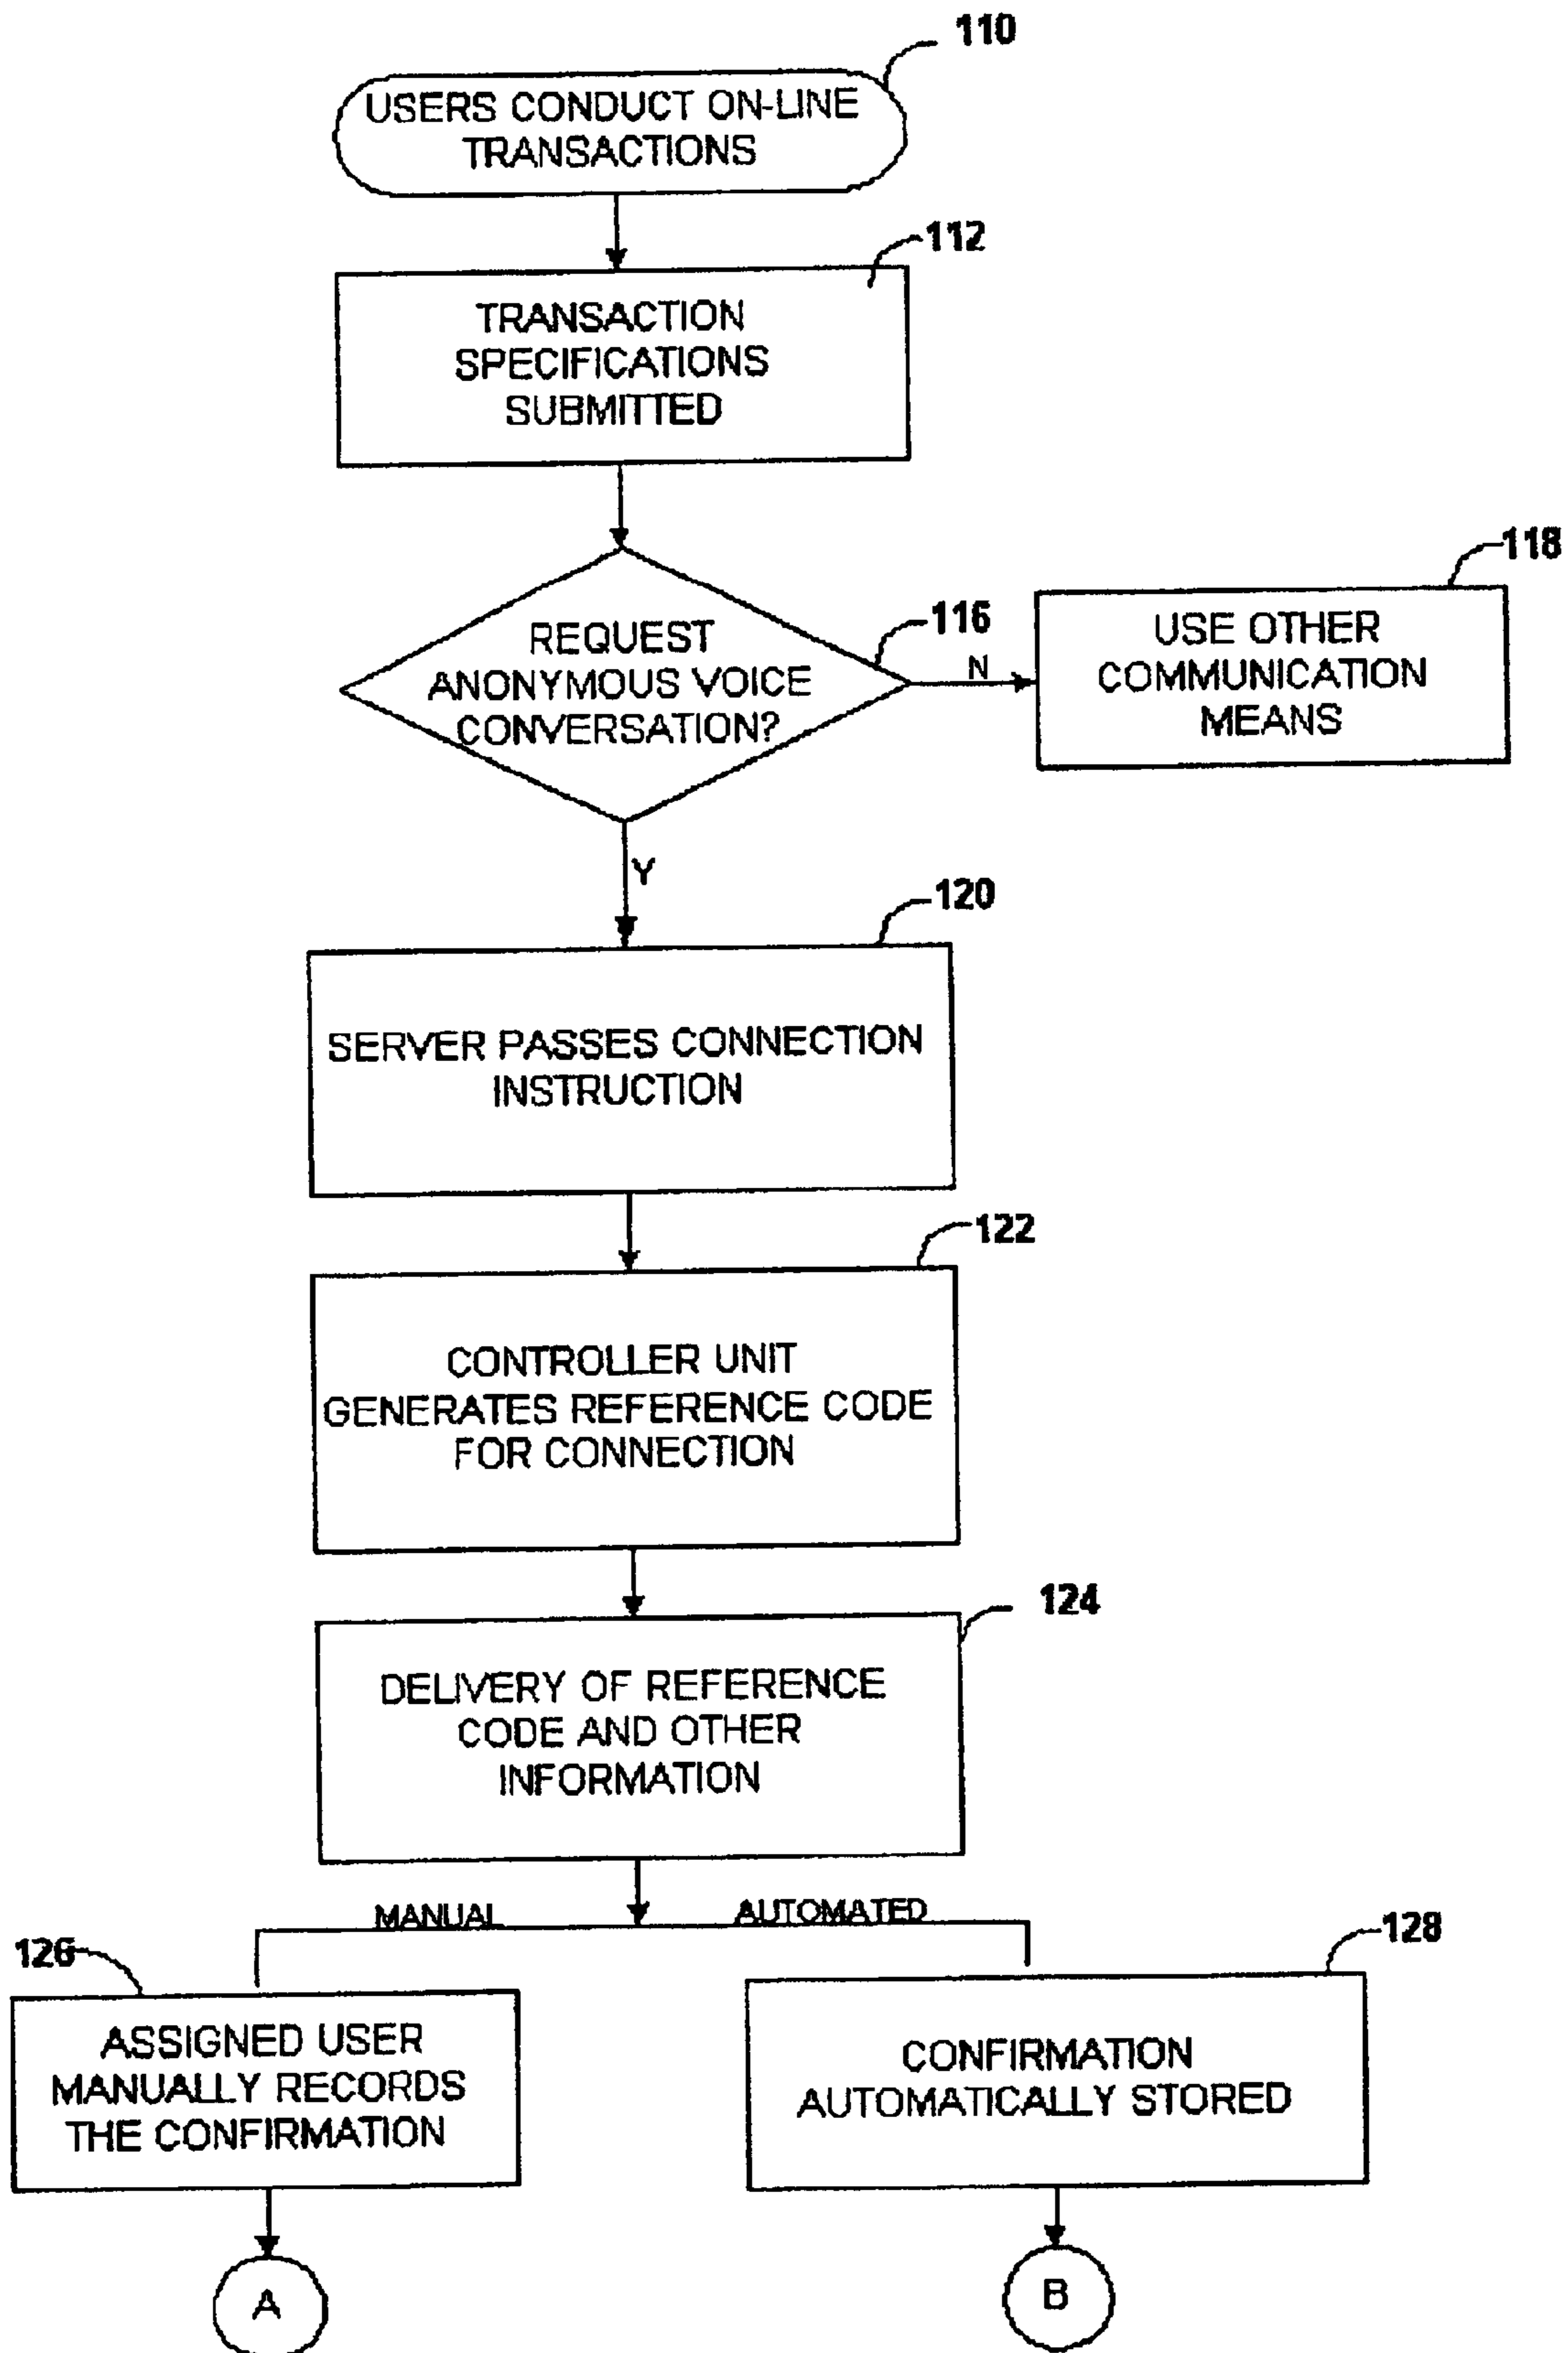 110
USERS CONDUCT ON-LINE
TRANSACTIONS
112
TRANSACTION
SPECIFICATIONS
SUBMITTED
118
116
REQUEST
ANONYMOUS VOICE
CONVERSATION?
N
USE OTHER
COMMUNICATION
MEANS
Y
120
SERVER PASSES CONNECTION
INSTRUCTION
122
CONTROLLER UNIT
GENERATES REFERENCE CODE
FOR CONNECTION
124
DELIVERY OF REFERENCE
CODE AND OTHER
INFORMATION
MANUAL
AUTOMATED
126
128
ASSIGNED USER
MANUALLY RECORDS
THE CONFIRMATION
CONFIRMATION
AUTOMATICALLY STORED
A
B